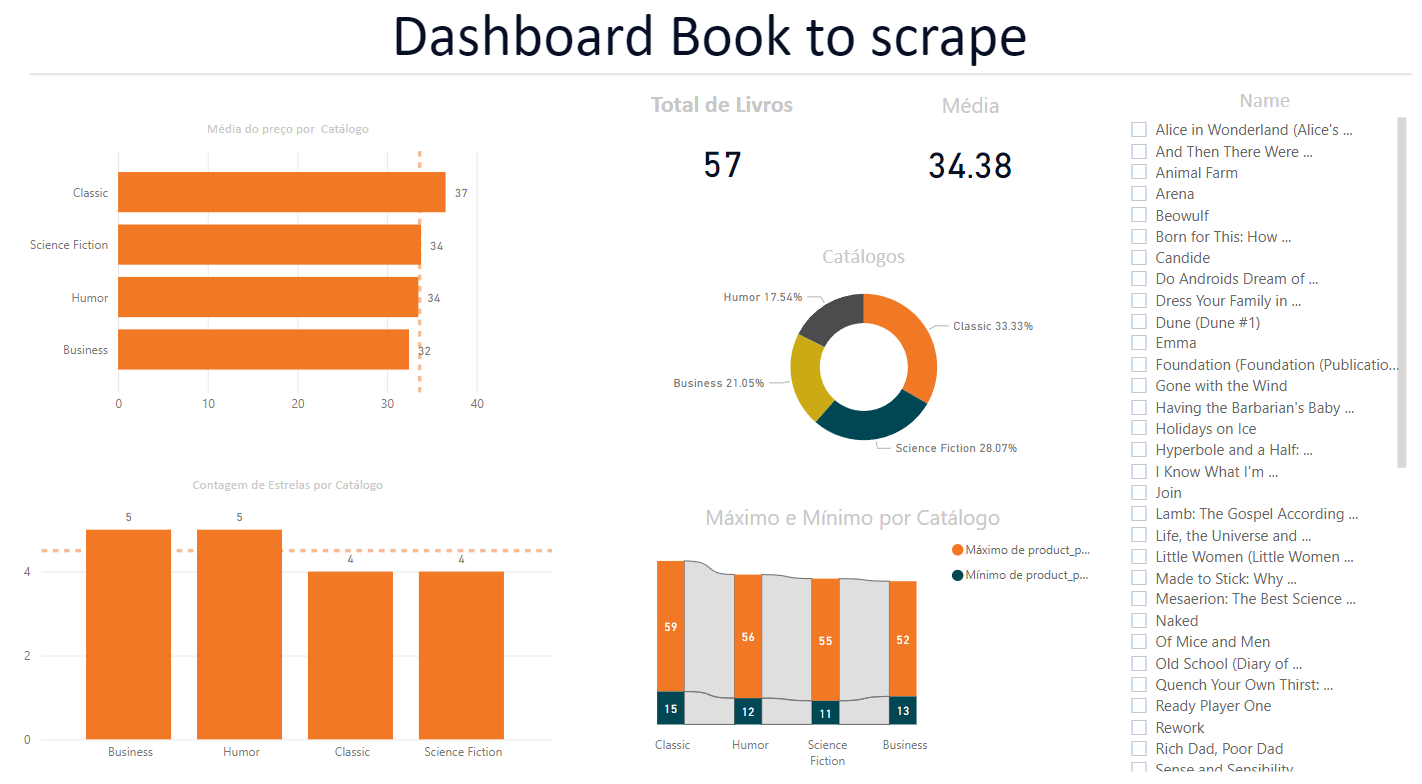 Dashboard Book to scrape
Média do preço por Catálogo
Classic
37
Science Fiction
34
Humor
34
Business
32
0
10
20
30
40
Contagem de Estrelas por Catálogo
5
5
4
4
4
2
0
Business
Humor
Classic
Science Fiction
Total de Livros
57
Média
34.38
Catálogos
Humor 17.54%
Classic 33.33%
Business 21.05%
Science Fiction 28.07%
Máximo e Mínimo por Catálogo
Máximo de product_p...
Mínimo de product_p...
59
56
55
52
15
12
11
13
Classic
Humor
Science
Fiction
Business
Name
Alice in Wonderland (Alice's ...
And Then There Were ...
Animal Farm
Arena
Beowulf
Born for This: How ...
Candide
Do Androids Dream of ...
Dress Your Family in ...
Dune (Dune #1)
Emma
Foundation (Foundation (Publicatio...
Gone with the Wind
Having the Barbarian's Baby ...
Holidays on Ice
Hyperbole and a Half: ...
I Know What I'm ...
Join
Lamb: The Gospel According ...
Life, the Universe and ...
Little Women (Little Women ...
Made to Stick: Why ...
Mesaerion: The Best Science ...
Naked
Of Mice and Men
Old School (Diary of ...
Quench Your Own Thirst: ...
Ready Player One
Rework
Rich Dad, Poor Dad
Sense and Sensibility